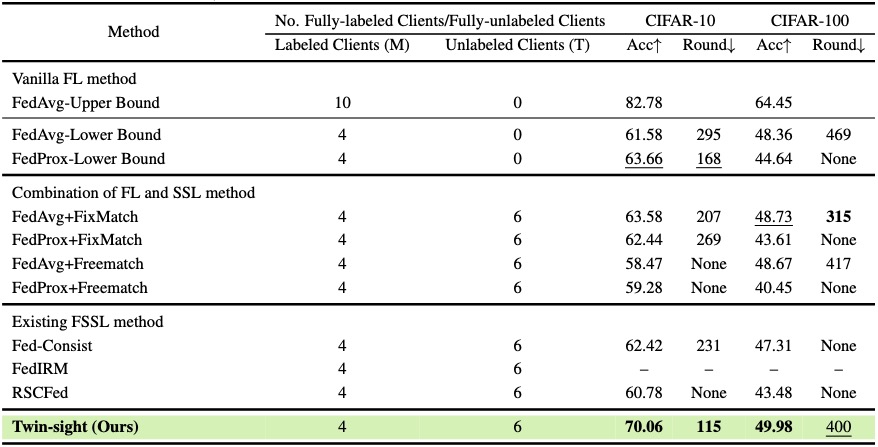 Method No. Fully-labeled Clients/Fully-unlabeled Clients CIFAR-10 CIFAR-100
Labeled Clients (M) Unlabeled Clients (T) Acc↑ Round↓ Acc↑ Round↓
Vanilla FL method
FedAvg-Upper Bound 10 0 82.78 64.45
FedAvg-Lower Bound 4 0 61.58 295 48.36 469
FedProx-Lower Bound 4 0 63.66 168 44.64 None
Combination of FL and SSL method
FedAvg+FixMatch 4 6 63.58 207 48.73 315
FedProx+FixMatch 4 6 62.44 269 43.61 None
FedAvg+Freematch 4 6 58.47 None 48.67 417
FedProx+Freematch 4 6 59.28 None 40.45 None
Existing FSSL method
Fed-Consist 4 6 62.42 231 47.31 None
FedIRM 4 6 – – – –
RSCFed 4 6 60.78 None 43.48 None
Twin-sight (Ours) 4 6 70.06 115 49.98 400